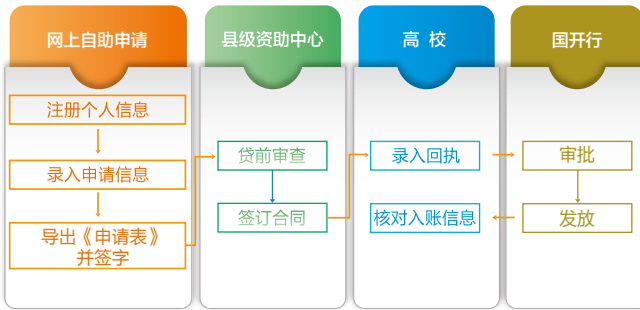 网上自助申请
县级资助中心
高 校
国开行
注册个人信息
录入申请信息
导出《申请表》
并签字
贷前审查
签订合同
录入回执
核对入账信息
审批
发放